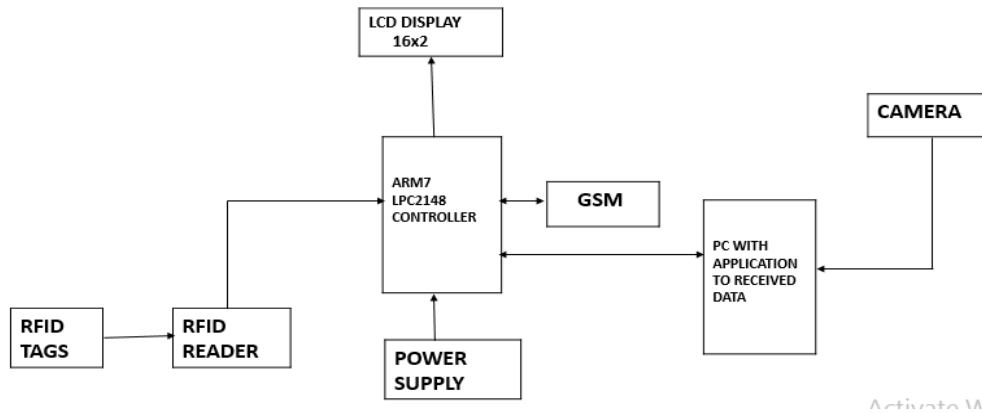 LCD DISPLAY
16x2
CAMERA
ARM7
LPC2148
CONTROLLER
GSM
PC WITH
APPLICATION
TO RECEIVED
DATA
RFID
TAGS
RFID
READER
POWER
SUPPLY
Activate W